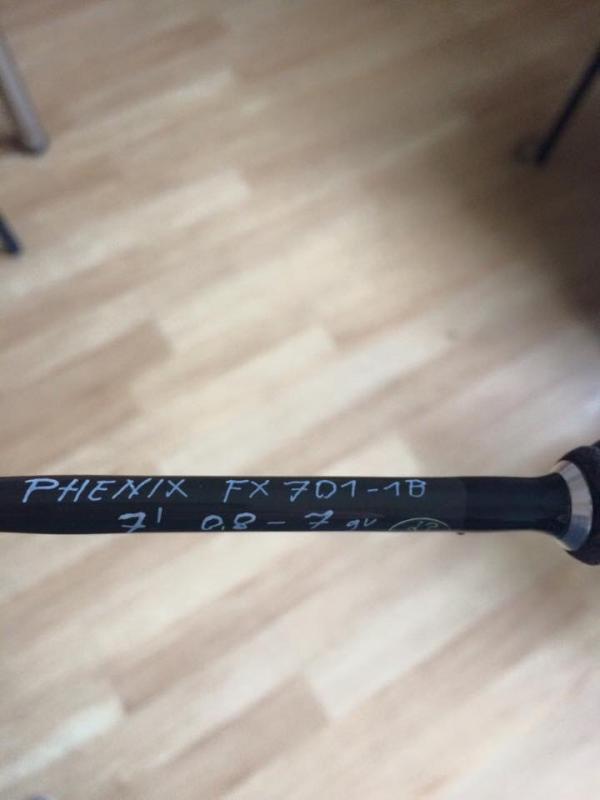 PHENIX FX 701-1B
7' 0,8 - 7 gr